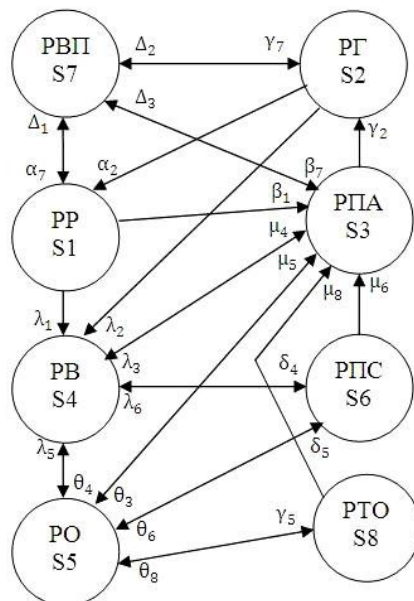 РВП
S7
Δ₂
γ₇
РГ
S2
Δ₁
Δ₃
γ₂
α₇
α₂
β₇
РР
S1
β₁
μ₄
РПА
S3
μ₅
μ₈
μ₆
λ₁
λ₂
λ₃
РВ
S4
λ₆
δ₄
РПС
S6
λ₅
δ₅
θ₄
θ₃
θ₆
γ₅
РО
S5
θ₈
РТО
S8